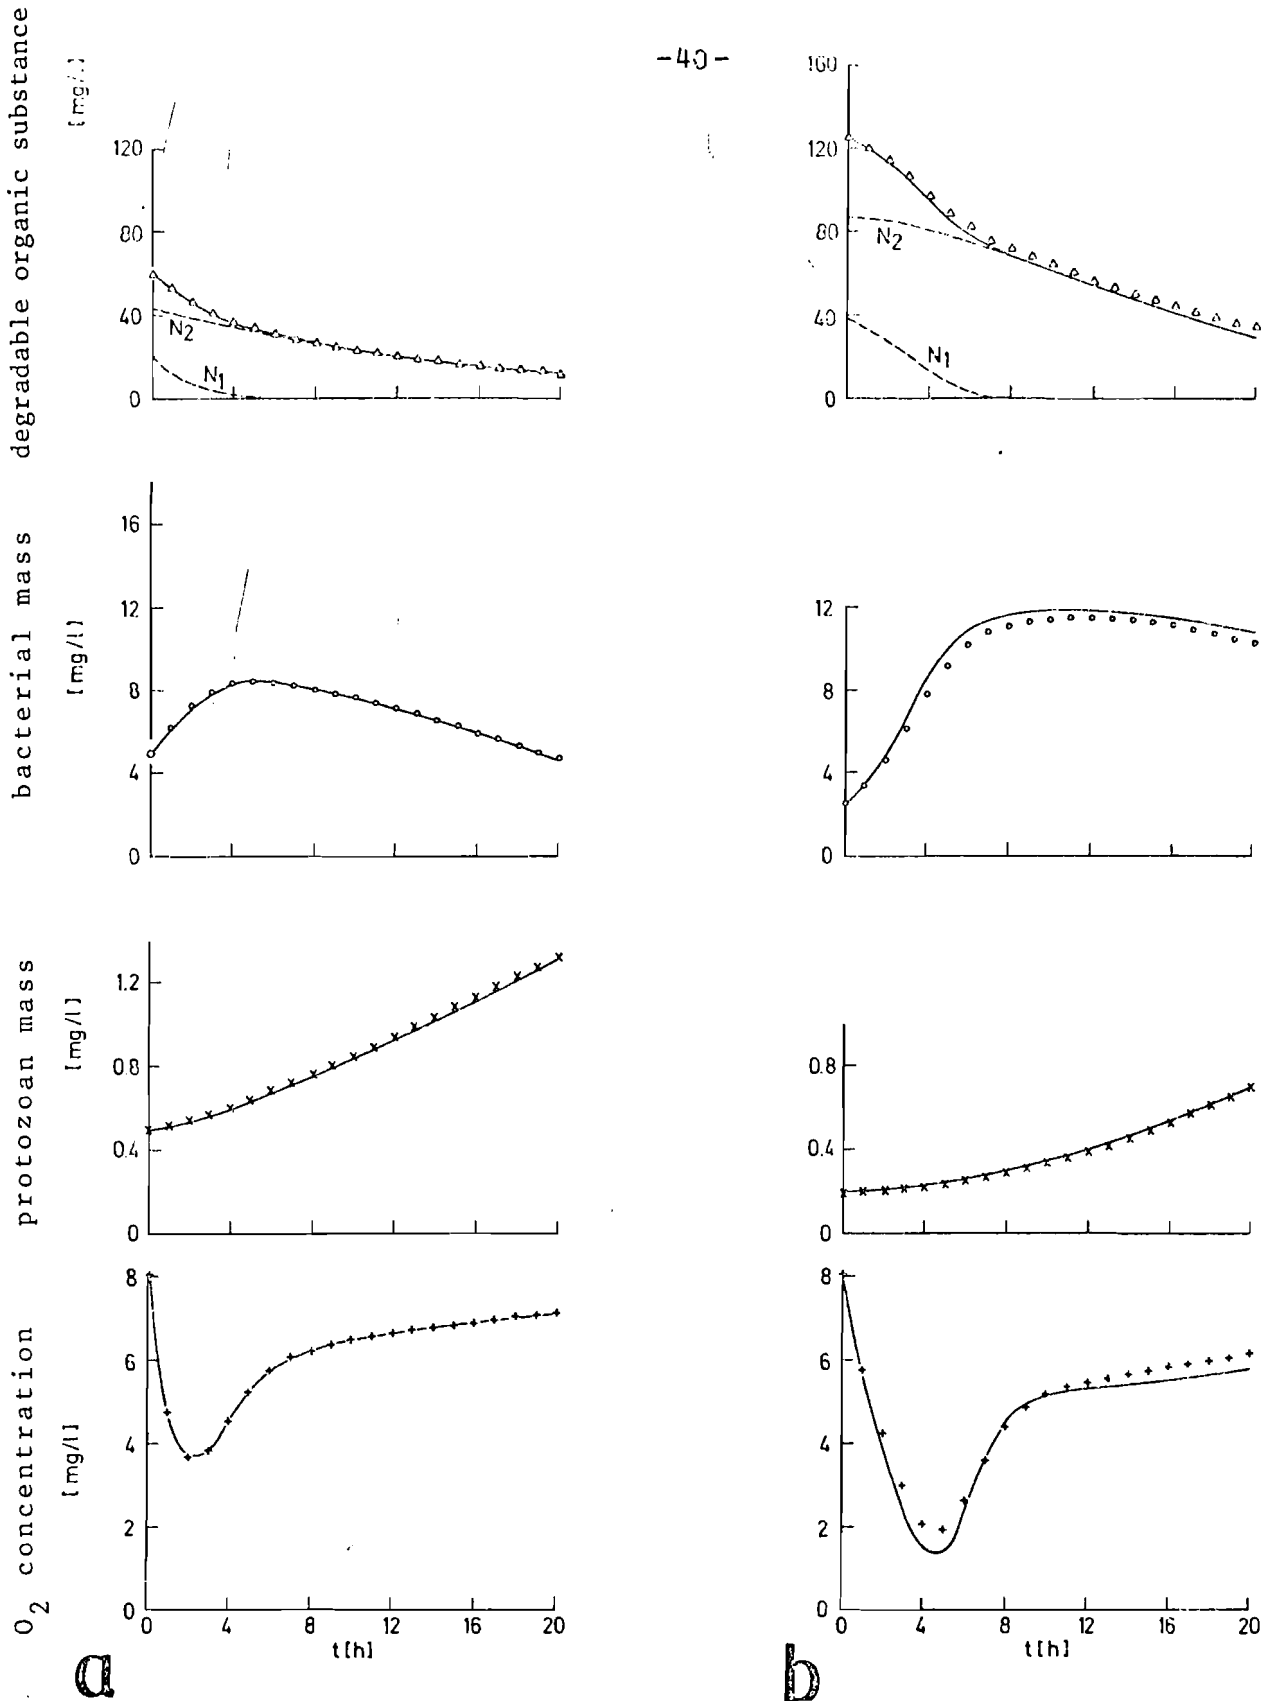 -40-
degradable organic substance
[mg/l]
120
80
40
0
N2
N1
160
120
80
40
0
N2
N1
bacterial mass
[mg/l]
16
12
8
4
0
12
8
4
0
protozoan mass
[mg/l]
1.2
0.8
0.4
0
0.8
0.4
0
O2 concentration
[mg/l]
8
6
4
2
0
0 4 8 12 16 20
t[h]
a
8
6
4
2
0
0 4 8 12 16 20
t[h]
b